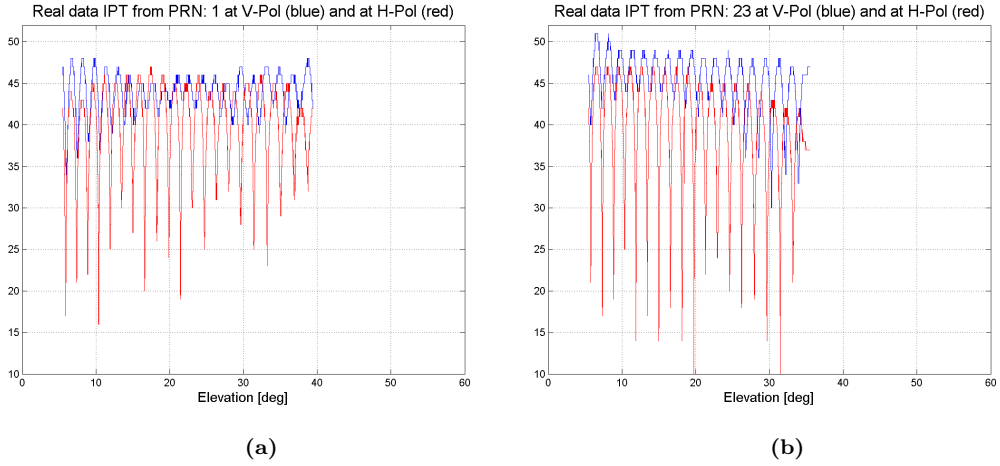 Real data IPT from PRN: 1 at V-Pol (blue) and at H-Pol (red)
50
45
40
35
30
25
20
15
10
0 10 20 30 40 50 60
Elevation [deg]
(a)
Real data IPT from PRN: 23 at V-Pol (blue) and at H-Pol (red)
50
45
40
35
30
25
20
15
10
0 10 20 30 40 50 60
Elevation [deg]
(b)